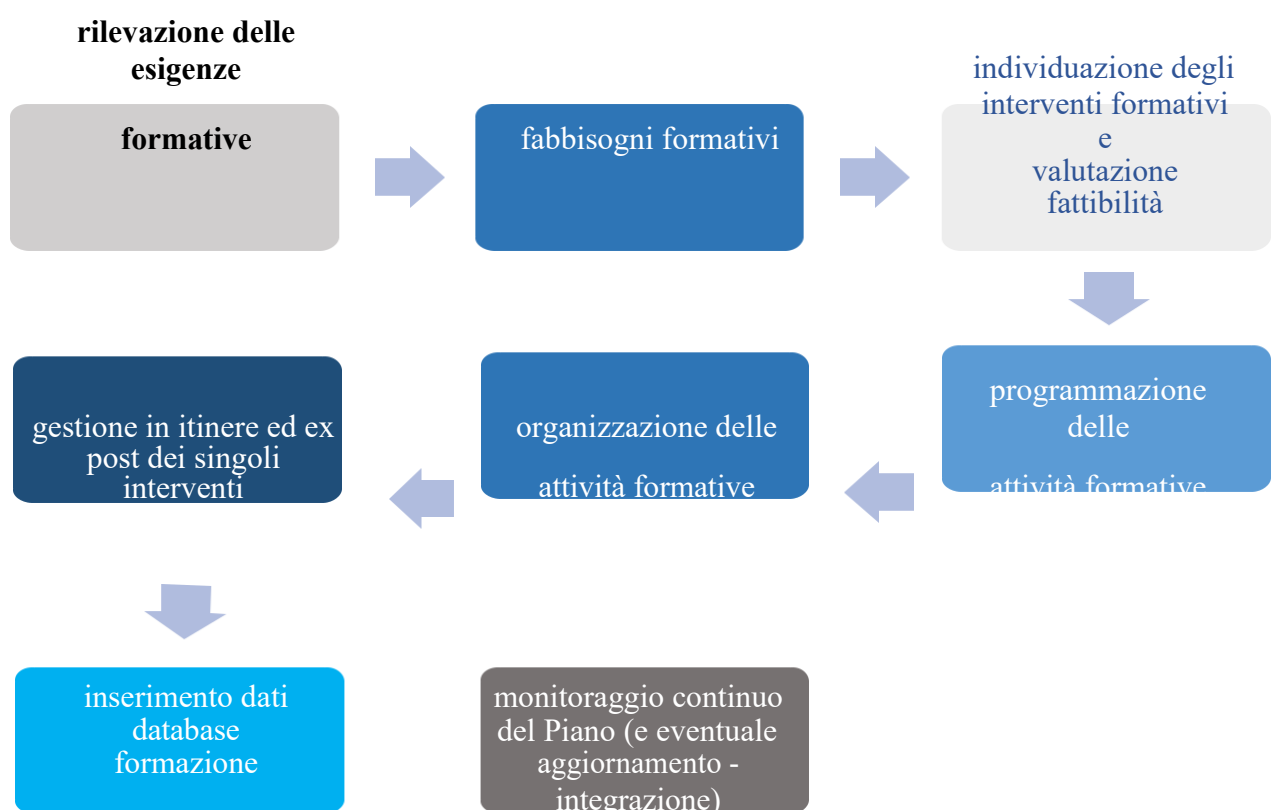 rilevazione delle
esigenze
formative
fabbisogni formativi
individuazione degli
interventi formativi
e
valutazione
fattibilità
programmazione
delle
attività formative
organizzazione delle
attività formative
gestione in itinere ed ex
post dei singoli
interventi
inserimento dati
database
formazione
monitoraggio continuo
del Piano (e eventuale
aggiornamento -
integrazione)